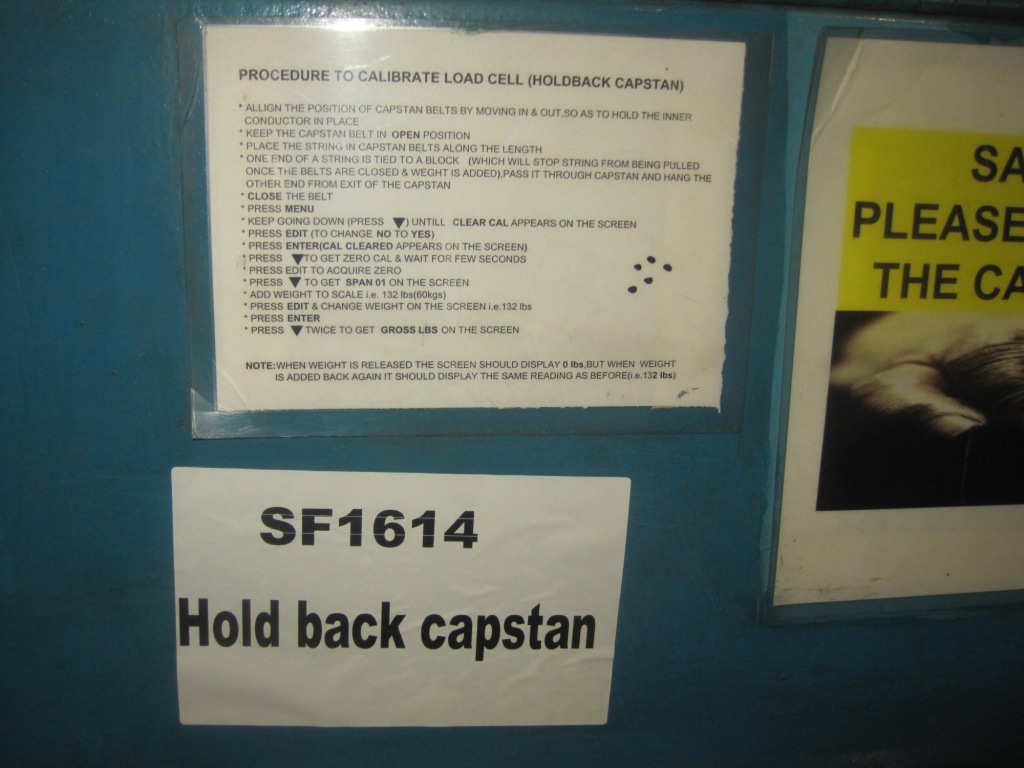 PROCEDURE TO CALIBRATE LOAD CELL (HOLDBACK CAPSTAN)
* ALLIGN THE POSITION OF CAPSTAN BELTS BY MOVING IN & OUT,SO AS TO HOLD THE INNER
CONDUCTOR IN PLACE
* KEEP THE CAPSTAN BELT IN OPEN POSITION
* PLACE THE STRING IN CAPSTAN BELTS ALONG THE LENGTH
* ONE END OF A STRING IS TIED TO A BLOCK (WHICH WILL STOP STRING FROM BEING PULLED
ONCE THE BELTS ARE CLOSED & WEGHT IS ADDED),PASS IT THROUGH CAPSTAN AND HANG THE
OTHER END FROM EXIT OF THE CAPSTAN
* CLOSE THE BELT
* PRESS MENU
* KEEP GOING DOWN (PRESS ▼) UNTILL CLEAR CAL APPEARS ON THE SCREEN
* PRESS EDIT (TO CHANGE NO TO YES)
* PRESS ENTER(CAL CLEARED APPEARS ON THE SCREEN)
* PRESS ▼TO GET ZERO CAL & WAIT FOR FEW SECONDS
* PRESS EDIT TO ACQUIRE ZERO
* PRESS ▼ TO GET SPAN 01 ON THE SCREEN
* ADD WEIGHT TO SCALE i.e. 132 lbs(60kgs)
* PRESS EDIT & CHANGE WEIGHT ON THE SCREEN i.e.132 lbs
* PRESS ENTER
* PRESS ▼TWICE TO GET GROSS LBS ON THE SCREEN
NOTE:WHEN WEIGHT IS RELEASED THE SCREEN SHOULD DISPLAY 0 lbs,BUT WHEN WEIGHT
IS ADDED BACK AGAIN IT SHOULD DISPLAY THE SAME READING AS BEFORE(i.e.132 lbs)
SF1614
Hold back capstan
SA
PLEASE
THE CA